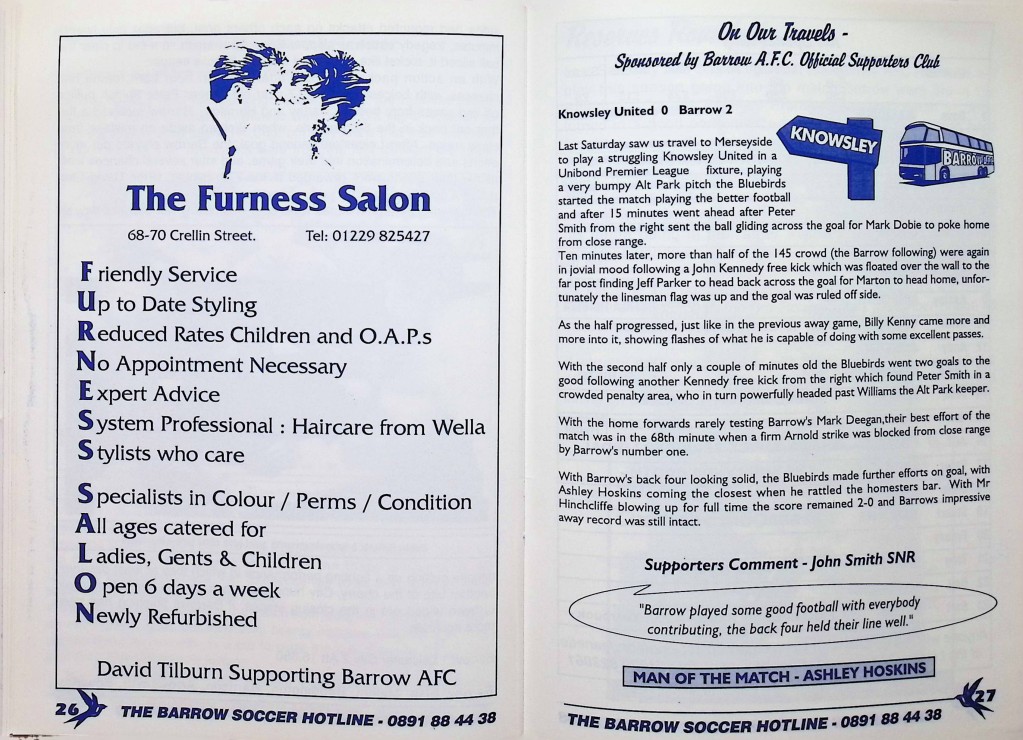 The Furness Salon
68-70 Crellin Street. Tel: 01229 825427
Friendly Service
Up to Date Styling
Reduced Rates Children and O.A.P.s
No Appointment Necessary
Expert Advice
System Professional : Haircare from Wella
Stylists who care
Specialists in Colour / Perms / Condition
All ages catered for
Ladies, Gents & Children
Open 6 days a week
Newly Refurbished
David Tilburn Supporting Barrow AFC
26 THE BARROW SOCCER HOTLINE - 0891 88 44 38
On Our Travels -
Sponsored by Barrow A.F.C. Official Supporters Club
Knowsley United 0 Barrow 2
KNOWSLEY
BARROW
Last Saturday saw us travel to Merseyside
to play a struggling Knowsley United in a
Unibond Premier League fixture, playing
a very bumpy Alt Park pitch the Bluebirds
started the match playing the better football
and after 15 minutes went ahead after Peter
Smith from the right sent the ball gliding across the goal for Mark Dobie to poke home
from close range.
Ten minutes later, more than half of the 145 crowd (the Barrow following) were again
in jovial mood following a John Kennedy free kick which was floated over the wall to the
far post finding Jeff Parker to head back across the goal for Marton to head home, unfor-
tunately the linesman flag was up and the goal was ruled off side.
As the half progressed, just like in the previous away game, Billy Kenny came more and
more into it, showing flashes of what he is capable of doing with some excellent passes.
With the second half only a couple of minutes old the Bluebirds went two goals to the
good following another Kennedy free kick from the right which found Peter Smith in a
crowded penalty area, who in turn powerfully headed past Williams the Alt Park keeper.
With the home forwards rarely testing Barrow's Mark Deegan,their best effort of the
match was in the 68th minute when a firm Arnold strike was blocked from close range
by Barrow's number one.
With Barrow's back four looking solid, the Bluebirds made further efforts on goal, with
Ashley Hoskins coming the closest when he rattled the homesters bar. With Mr
Hinchcliffe blowing up for full time the score remained 2-0 and Barrows impressive
away record was still intact.
Supporters Comment - John Smith SNR
"Barrow played some good football with everybody
contributing, the back four held their line well."
MAN OF THE MATCH - ASHLEY HOSKINS
THE BARROW SOCCER HOTLINE - 0891 88 44 38 27